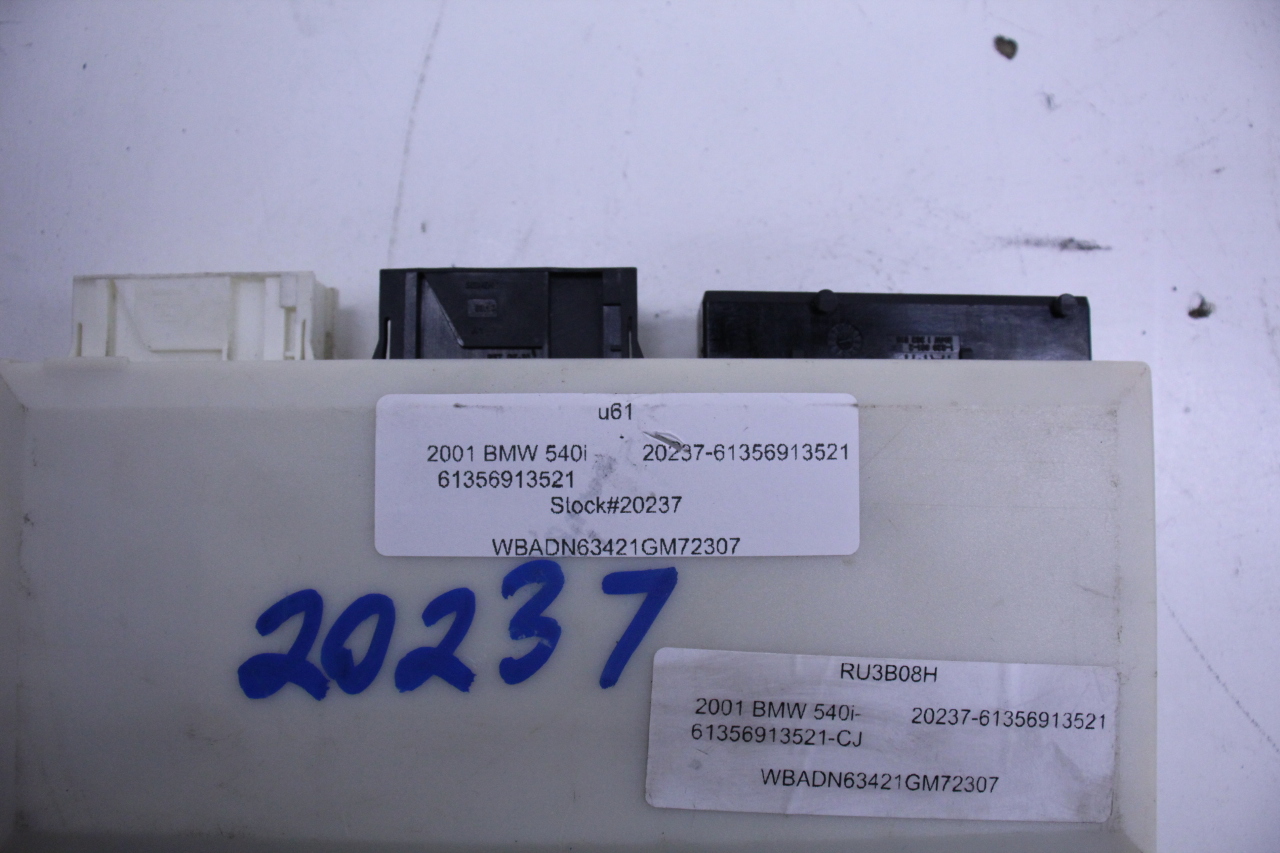 u61
2001 BMW 540i 20237-61356913521
61356913521
Stock#20237
WBADN63421GM72307
20237
RU3B08H
2001 BMW 540i- 20237-61356913521
61356913521-CJ
WBADN63421GM72307